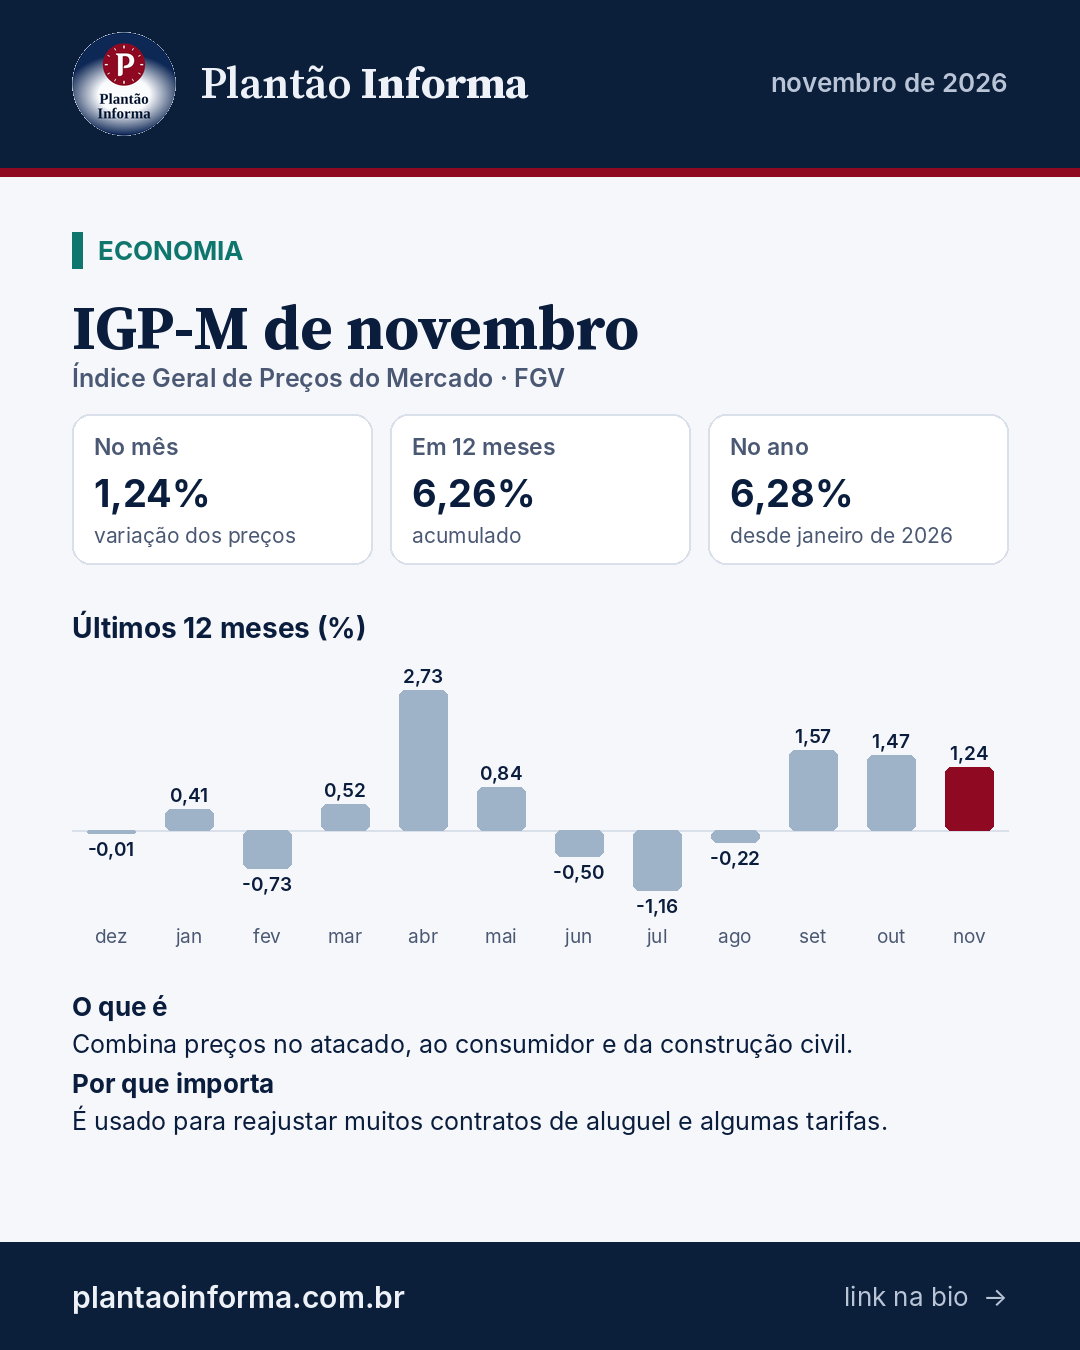 P
Plantão
Informa
Plantão Informa
novembro de 2026
ECONOMIA
IGP-M de novembro
Índice Geral de Preços do Mercado · FGV
No mês
1,24%
variação dos preços
Em 12 meses
6,26%
acumulado
No ano
6,28%
desde janeiro de 2026
Últimos 12 meses (%)
-0,01
0,41
-0,73
0,52
2,73
0,84
-0,50
-1,16
-0,22
1,57
1,47
1,24
dez jan fev mar abr mai jun jul ago set out nov
O que é
Combina preços no atacado, ao consumidor e da construção civil.
Por que importa
É usado para reajustar muitos contratos de aluguel e algumas tarifas.
plantaoinforma.com.br
link na bio →